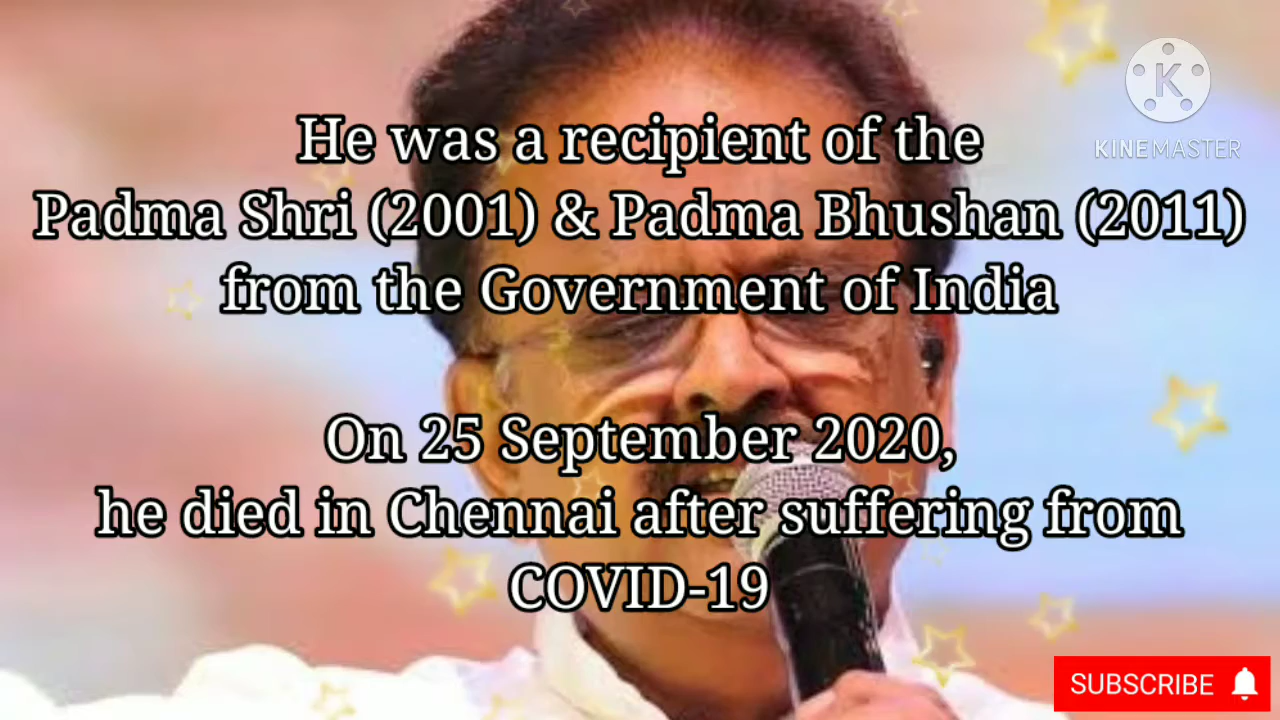 He was a recipient of the
Padma Shri (2001) & Padma Bhushan (2011)
from the Government of India
On 25 September 2020,
he died in Chennai after suffering from
COVID-19
K
KINEMASTER
SUBSCRIBE